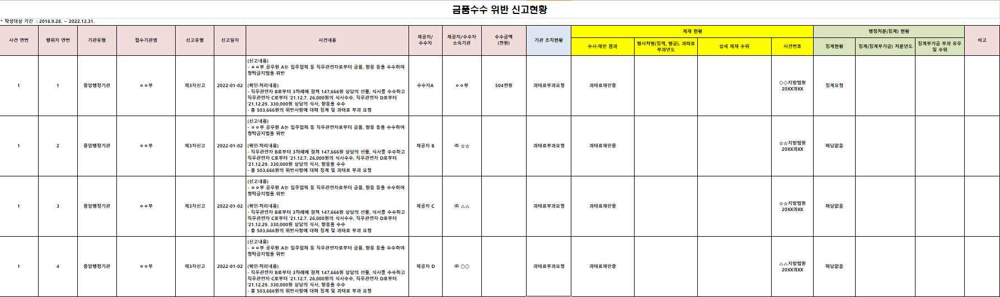 금품수수 위반 신고현황
* 작성대상 기간 : 2016.9.28. ~ 2022.12.31.
사건 연번 행위자 연번 기관유형 접수기관명 신고유형 신고일자 사건내용 제공자/ 수수자 제공자/수수자 소속기관 수수금액 (천원) 기관 조치현황 제재 현황 행정처분(징계) 현황 비고
수사·재판 결과 형사처벌(징역, 벌금), 과태료 부과년도 상세 제재 수위 사건번호 징계현황 징계(징계부가금) 처분년도 징계부가금 부과 유무 및 수위
1 1 중앙행정기관 ㅇㅇ부 제3자신고 2022-01-02
(신고내용)
- ㅇㅇ부 공무원 A는 입주업체 등 직무관련자로부터 금품, 향응 등을 수수하여
청탁금지법을 위반
(확인·처리내용)
- 직무관련자 B로부터 3차례에 걸쳐 147,666원 상당의 선물, 식사를 수수하고
직무관련자 C로부터 '21.12.7. 26,000원의 식사수수, 직무관련자 D로부터
'21.12.29. 330,000원 상당의 식사, 향응을 수수
- 총 503,666원의 위반사항에 대해 징계 및 과태료 부과 요청
수수자A ㅇㅇ부 504천원 과태료부과요청 과태료재판중 ◇◇지방법원 20XX과XX 징계요청
1 2 중앙행정기관 ㅇㅇ부 제3자신고 2022-01-02
(신고내용)
- ㅇㅇ부 공무원 A는 입주업체 등 직무관련자로부터 금품, 향응 등을 수수하여
청탁금지법을 위반
(확인·처리내용)
- 직무관련자 B로부터 3차례에 걸쳐 147,666원 상당의 선물, 식사를 수수하고
직무관련자 C로부터 '21.12.7. 26,000원의 식사수수, 직무관련자 D로부터
'21.12.29. 330,000원 상당의 식사, 향응을 수수
- 총 503,666원의 위반사항에 대해 징계 및 과태료 부과 요청
제공자 B ㈜ ☆☆ 과태료부과요청 과태료재판중 ☆☆지방법원 20XX과XX 해당없음
1 3 중앙행정기관 ㅇㅇ부 제3자신고 2022-01-02
(신고내용)
- ㅇㅇ부 공무원 A는 입주업체 등 직무관련자로부터 금품, 향응 등을 수수하여
청탁금지법을 위반
(확인·처리내용)
- 직무관련자 B로부터 3차례에 걸쳐 147,666원 상당의 선물, 식사를 수수하고
직무관련자 C로부터 '21.12.7. 26,000원의 식사수수, 직무관련자 D로부터
'21.12.29. 330,000원 상당의 식사, 향응을 수수
- 총 503,666원의 위반사항에 대해 징계 및 과태료 부과 요청
제공자 C ㈜ △△ 과태료부과요청 과태료재판중 ☆☆지방법원 20XX과XX 해당없음
1 4 중앙행정기관 ㅇㅇ부 제3자신고 2022-01-02
(신고내용)
- ㅇㅇ부 공무원 A는 입주업체 등 직무관련자로부터 금품, 향응 등을 수수하여
청탁금지법을 위반
(확인·처리내용)
- 직무관련자 B로부터 3차례에 걸쳐 147,666원 상당의 선물, 식사를 수수하고
직무관련자 C로부터 '21.12.7. 26,000원의 식사수수, 직무관련자 D로부터
'21.12.29. 330,000원 상당의 식사, 향응을 수수
- 총 503,666원의 위반사항에 대해 징계 및 과태료 부과 요청
제공자 D ㈜ ○○ 과태료부과요청 과태료재판중 △△지방법원 20XX과XX 해당없음